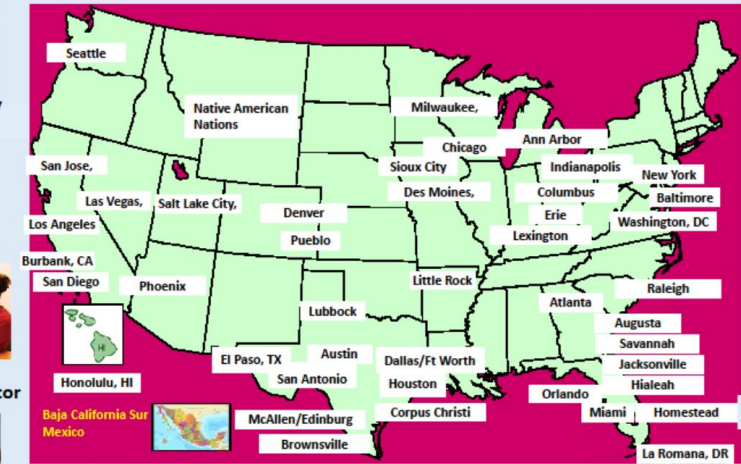 Seattle
Native American
Nations
Milwaukee,
Chicago
Ann Arbor
Sioux City
Indianapolis
New York
San Jose,
Las Vegas,
Salt Lake City,
Des Moines,
Columbus
Baltimore
Denver
Erie
Washington, DC
Los Angeles
Pueblo
Lexington
Burbank, CA
San Diego
Phoenix
Little Rock
Raleigh
Lubbock
Atlanta
Augusta
Savannah
HI
El Paso, TX
Austin
Dallas/Ft Worth
Jacksonville
San Antonio
Houston
Hialeah
Honolulu, HI
Orlando
tor
Baja California Sur
Mexico
McAllen/Edinburg
Corpus Christi
Miami
Homestead
Brownsville
La Romana, DR